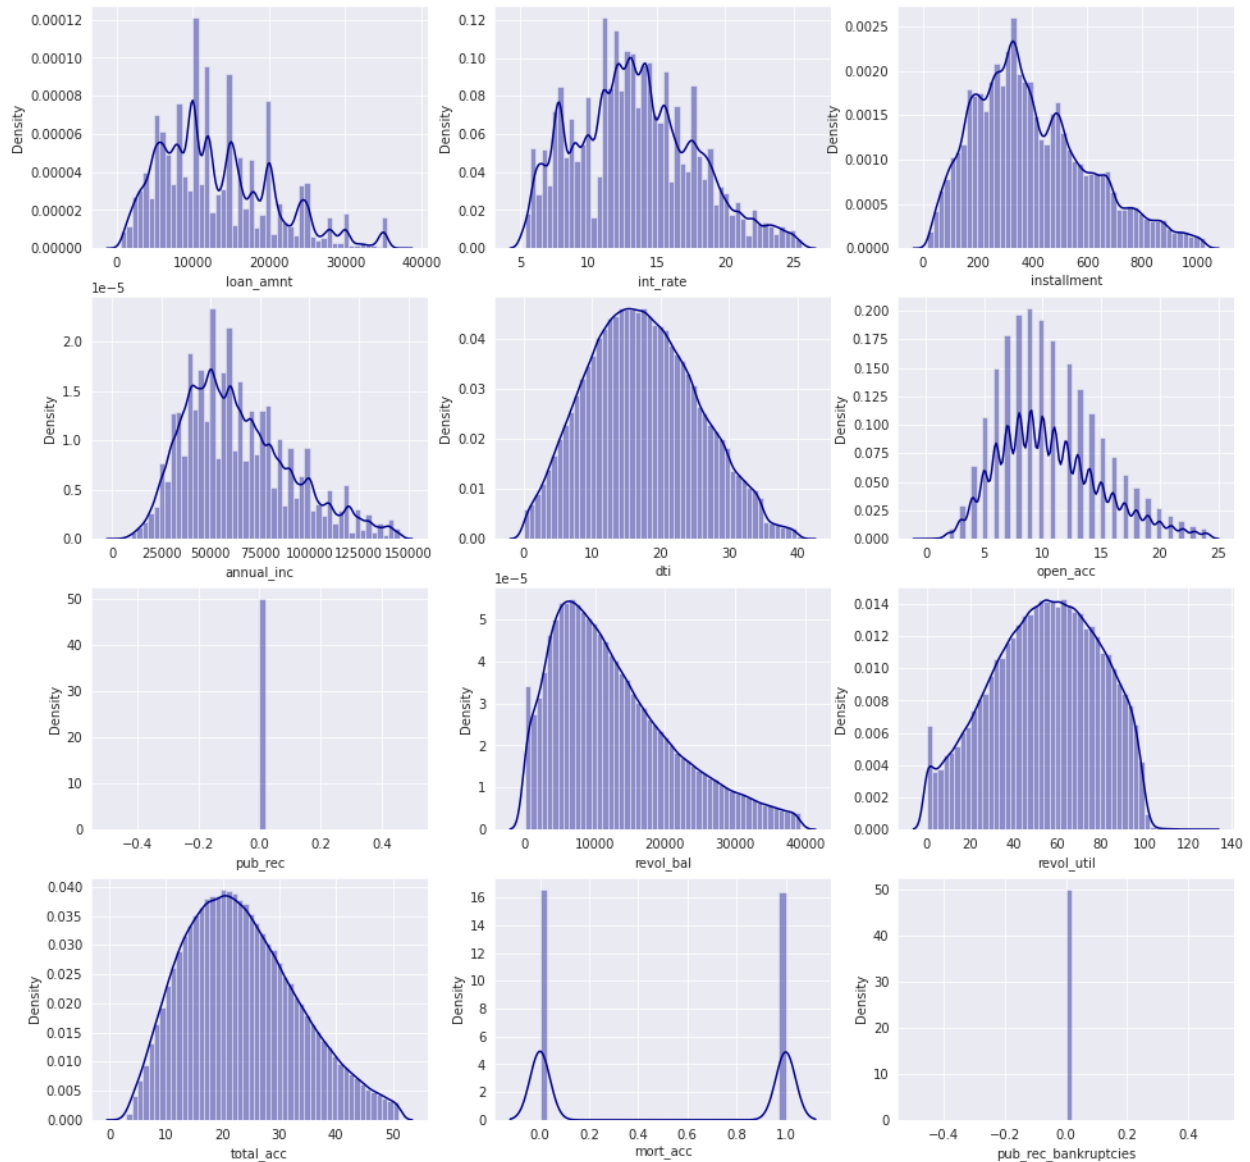 0.00012
0.00010
0.00008
0.00006
0.00004
0.00002
0.00000
Density
0 10000 20000 30000 40000
loan_amnt
0.12
0.10
0.08
0.06
0.04
0.02
0.00
Density
5 10 15 20 25
int_rate
0.0025
0.0020
0.0015
0.0010
0.0005
0.0000
Density
0 200 400 600 800 1000
installment
1e−5
2.0
1.5
1.0
0.5
0.0
Density
0 25000 50000 75000 100000 125000 150000
annual_inc
0.04
0.03
0.02
0.01
0.00
Density
0 10 20 30 40
dti
0.200
0.175
0.150
0.125
0.100
0.075
0.050
0.025
0.000
Density
0 5 10 15 20 25
open_acc
50
40
30
20
10
0
Density
−0.4 −0.2 0.0 0.2 0.4
pub_rec
1e−5
5
4
3
2
1
0
Density
0 10000 20000 30000 40000
revol_bal
0.014
0.012
0.010
0.008
0.006
0.004
0.002
0.000
Density
0 20 40 60 80 100 120 140
revol_util
0.040
0.035
0.030
0.025
0.020
0.015
0.010
0.005
0.000
Density
0 10 20 30 40 50
total_acc
16
14
12
10
8
6
4
2
0
Density
0.0 0.2 0.4 0.6 0.8 1.0
mort_acc
50
40
30
20
10
0
Density
−0.4 −0.2 0.0 0.2 0.4
pub_rec_bankruptcies